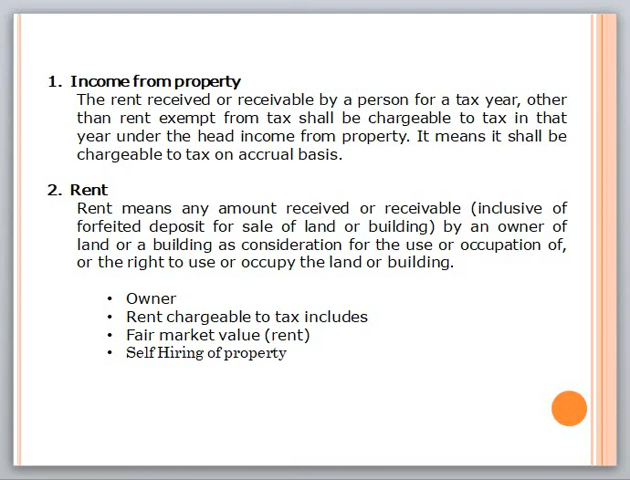 1. Income from property
The rent received or receivable by a person for a tax year, other
than rent exempt from tax shall be chargeable to tax in that
year under the head income from property. It means it shall be
chargeable to tax on accrual basis.
2. Rent
Rent means any amount received or receivable (inclusive of
forfeited deposit for sale of land or building) by an owner of
land or a building as consideration for the use or occupation of,
or the right to use or occupy the land or building.
• Owner
• Rent chargeable to tax includes
• Fair market value (rent)
• Self Hiring of property